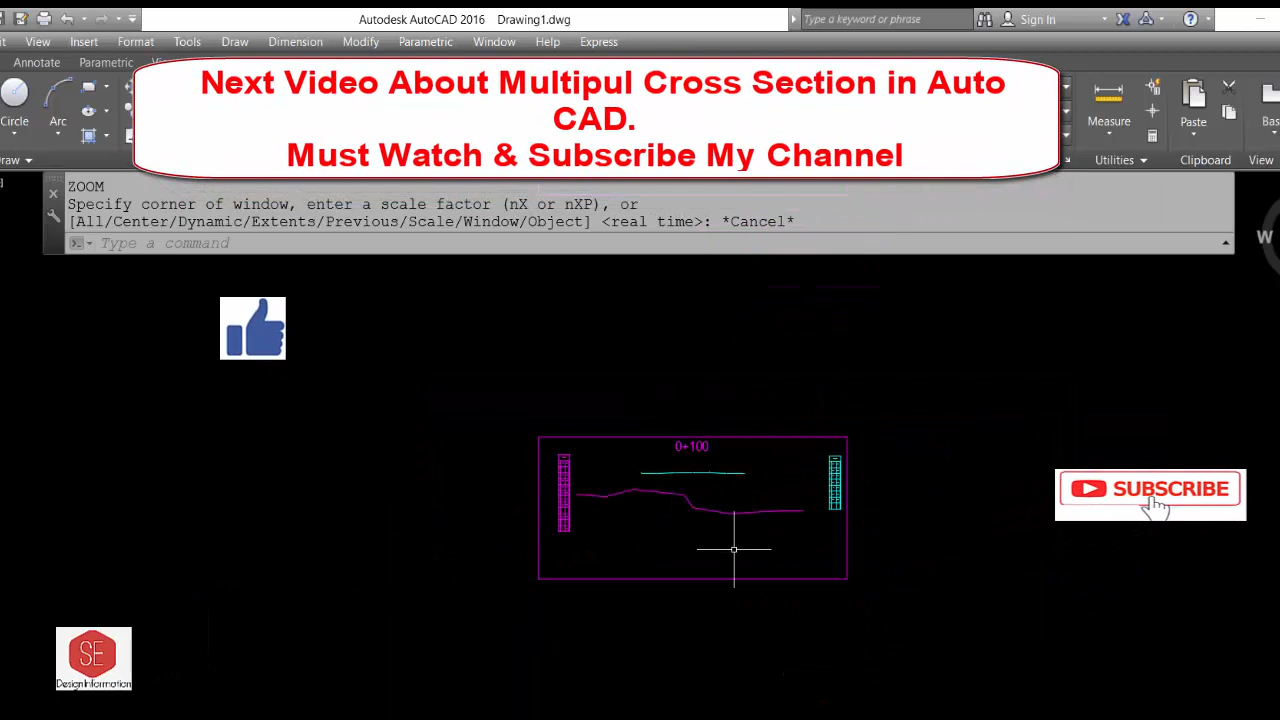 Autodesk AutoCAD 2016 Drawing1.dwg
Type a keyword or phrase
Sign In
View Insert Format Tools Draw Dimension Modify Parametric Window Help Express
Annotate Parametric
Next Video About Multipul Cross Section in Auto
CAD.
Must Watch & Subscribe My Channel
Circle
Arc
Measure
Paste
Utilities
Clipboard
View
ZOOM
Specify corner of window, enter a scale factor (nX or nXP), or
[All/Center/Dynamic/Extents/Previous/Scale/Window/Object] <real time>: *Cancel*
Type a command
W
0+100
SUBSCRIBE
SE
Design Information